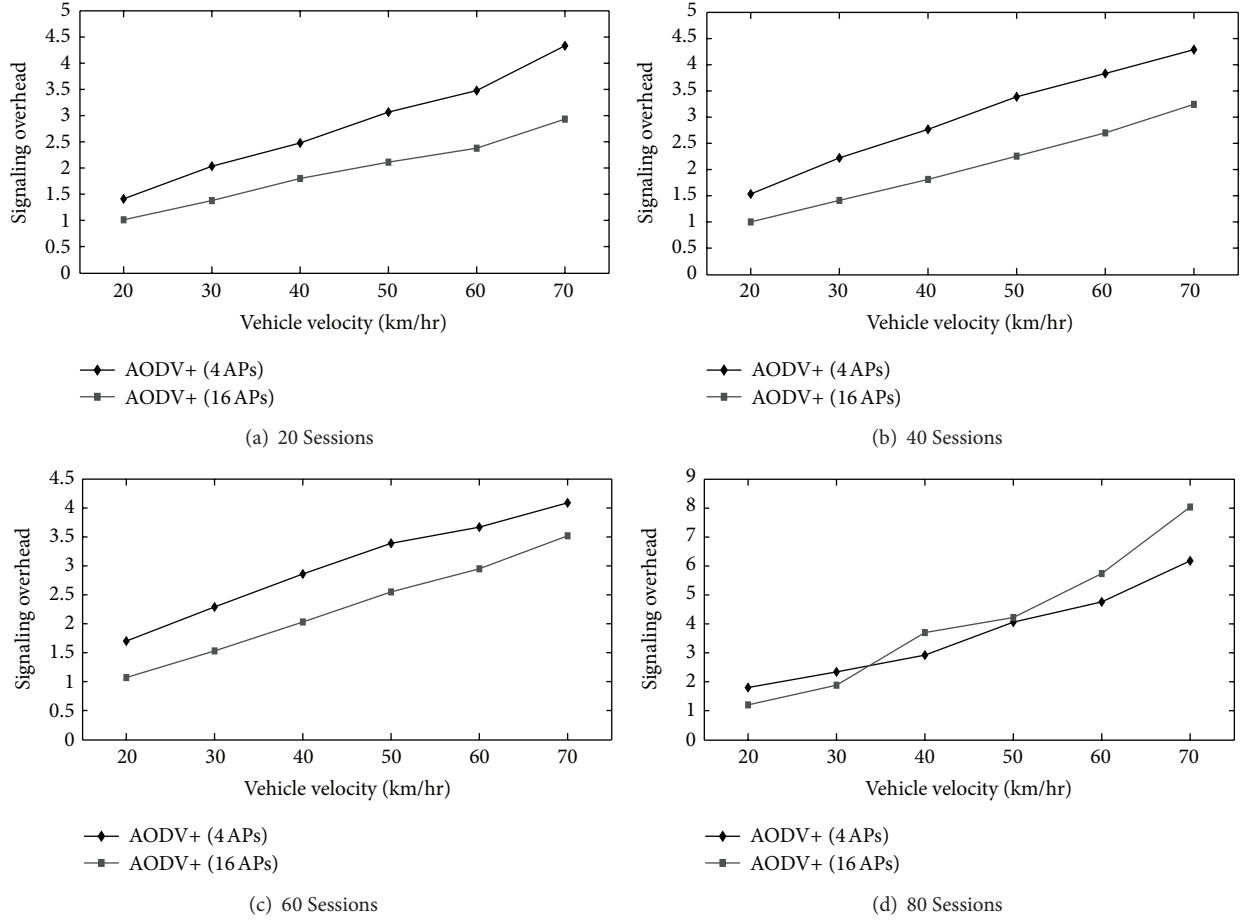 5
4.5
4
3.5
3
2.5
2
1.5
1
0.5
0
Signaling overhead
20 30 40 50 60 70
Vehicle velocity (km/hr)
AODV+ (4 APs)
AODV+ (16 APs)
(a) 20 Sessions
5
4.5
4
3.5
3
2.5
2
1.5
1
0.5
0
Signaling overhead
20 30 40 50 60 70
Vehicle velocity (km/hr)
AODV+ (4 APs)
AODV+ (16 APs)
(b) 40 Sessions
4.5
4
3.5
3
2.5
2
1.5
1
0.5
0
Signaling overhead
20 30 40 50 60 70
Vehicle velocity (km/hr)
AODV+ (4 APs)
AODV+ (16 APs)
(c) 60 Sessions
9
8
7
6
5
4
3
2
1
0
Signaling overhead
20 30 40 50 60 70
Vehicle velocity (km/hr)
AODV+ (4 APs)
AODV+ (16 APs)
(d) 80 Sessions